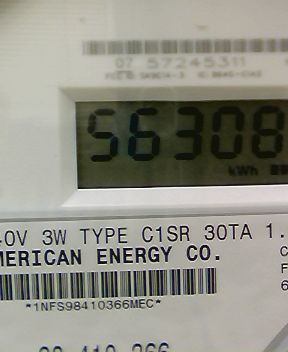 07 57245311
56308
kWh
40V 3W TYPE C1SR 30TA 1.
MERICAN ENERGY CO.
*1NFS98410366MEC*